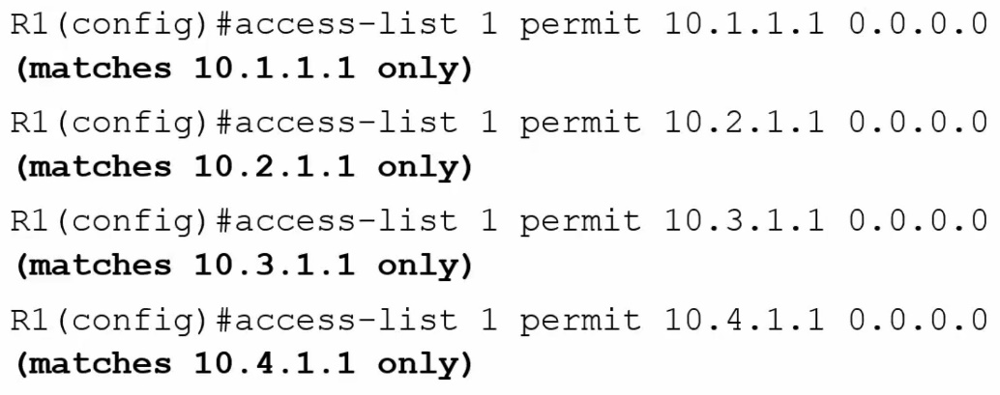 R1(config)#access-list 1 permit 10.1.1.1 0.0.0.0
(matches 10.1.1.1 only)
R1(config)#access-list 1 permit 10.2.1.1 0.0.0.0
(matches 10.2.1.1 only)
R1(config)#access-list 1 permit 10.3.1.1 0.0.0.0
(matches 10.3.1.1 only)
R1(config)#access-list 1 permit 10.4.1.1 0.0.0.0
(matches 10.4.1.1 only)